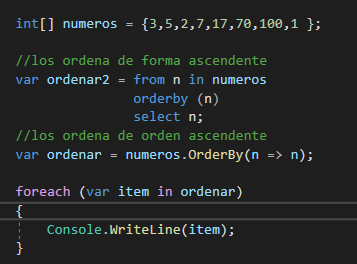 int[] numeros = {3,5,2,7,17,70,100,1 };
//los ordena de forma ascendente
var ordenar2 = from n in numeros
orderby (n)
select n;
//los ordena de orden ascendente
var ordenar = numeros.OrderBy(n => n);
foreach (var item in ordenar)
{
Console.WriteLine(item);
}